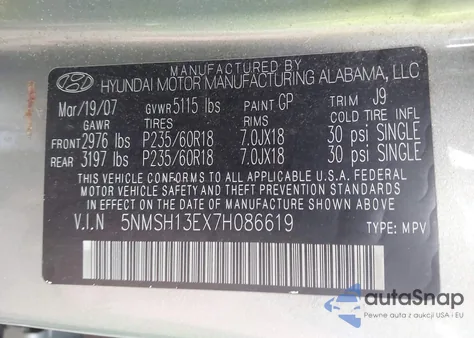 MANUFACTURED BY
HYUNDAI MOTOR MANUFACTURING ALABAMA, LLC
Mar/19/07 GVWR 5115 lbs PAINT CP TRIM J9
GAWR TIRES RIMS COLD TIRE INFL
FRONT 2976 lbs P235/60R18 7.0JX18 30 psi SINGLE
REAR 3197 lbs P235/60R18 7.0JX18 30 psi SINGLE
THIS VEHICLE CONFORMS TO ALL APPLICABLE U.S.A. FEDERAL
MOTOR VEHICLE SAFETY AND THEFT PREVENTION STANDARDS
IN EFFECT ON THE DATE OF MANUFACTURE SHOWN ABOVE.
V.I.N 5NMSH13EX7H086619 TYPE: MPV
autoSnap
Pewne auta z aukcji USA i EU